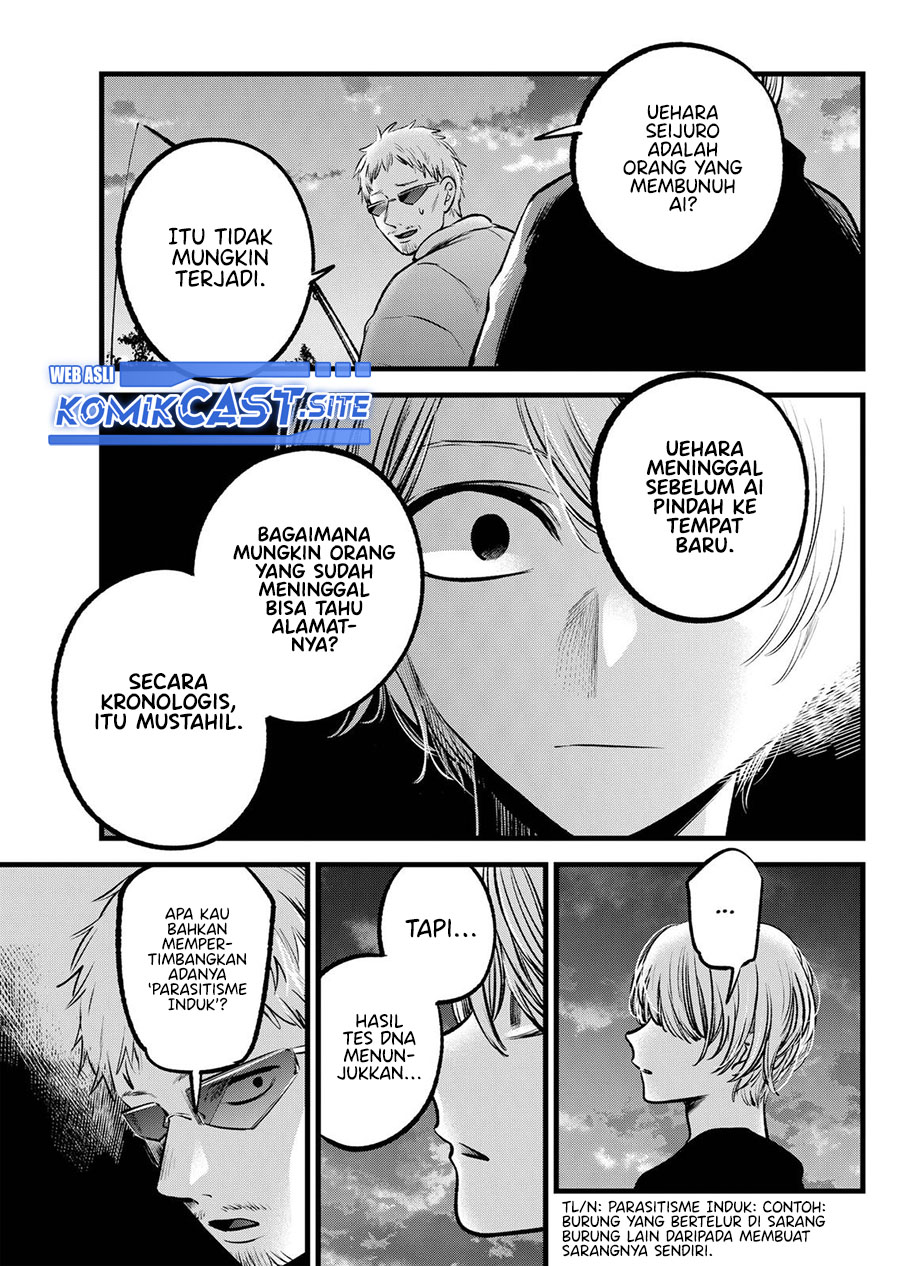 UEHARA
SEIJURO
ADALAH
ORANG YANG
MEMBUNUH
AI?
ITU TIDAK
MUNGKIN
TERJADI.
WEB ASLI
KOMIKCAST.SITE
UEHARA
MENINGGAL
SEBELUM AI
PINDAH KE
TEMPAT
BARU.
BAGAIMANA
MUNGKIN ORANG
YANG SUDAH
MENINGGAL
BISA TAHU
ALAMAT-
NYA?
SECARA
KRONOLOGIS,
ITU MUSTAHIL.
...
TAPI...
HASIL
TES DNA
MENUN-
JUKKAN...
APA KAU
BAHKAN
MEMPER-
TIMBANGKAN
ADANYA
'PARASITISME
INDUK'?
TL/N: PARASITISME INDUK: CONTOH:
BURUNG YANG BERTELUR DI SARANG
BURUNG LAIN DARIPADA MEMBUAT
SARANGNYA SENDIRI.